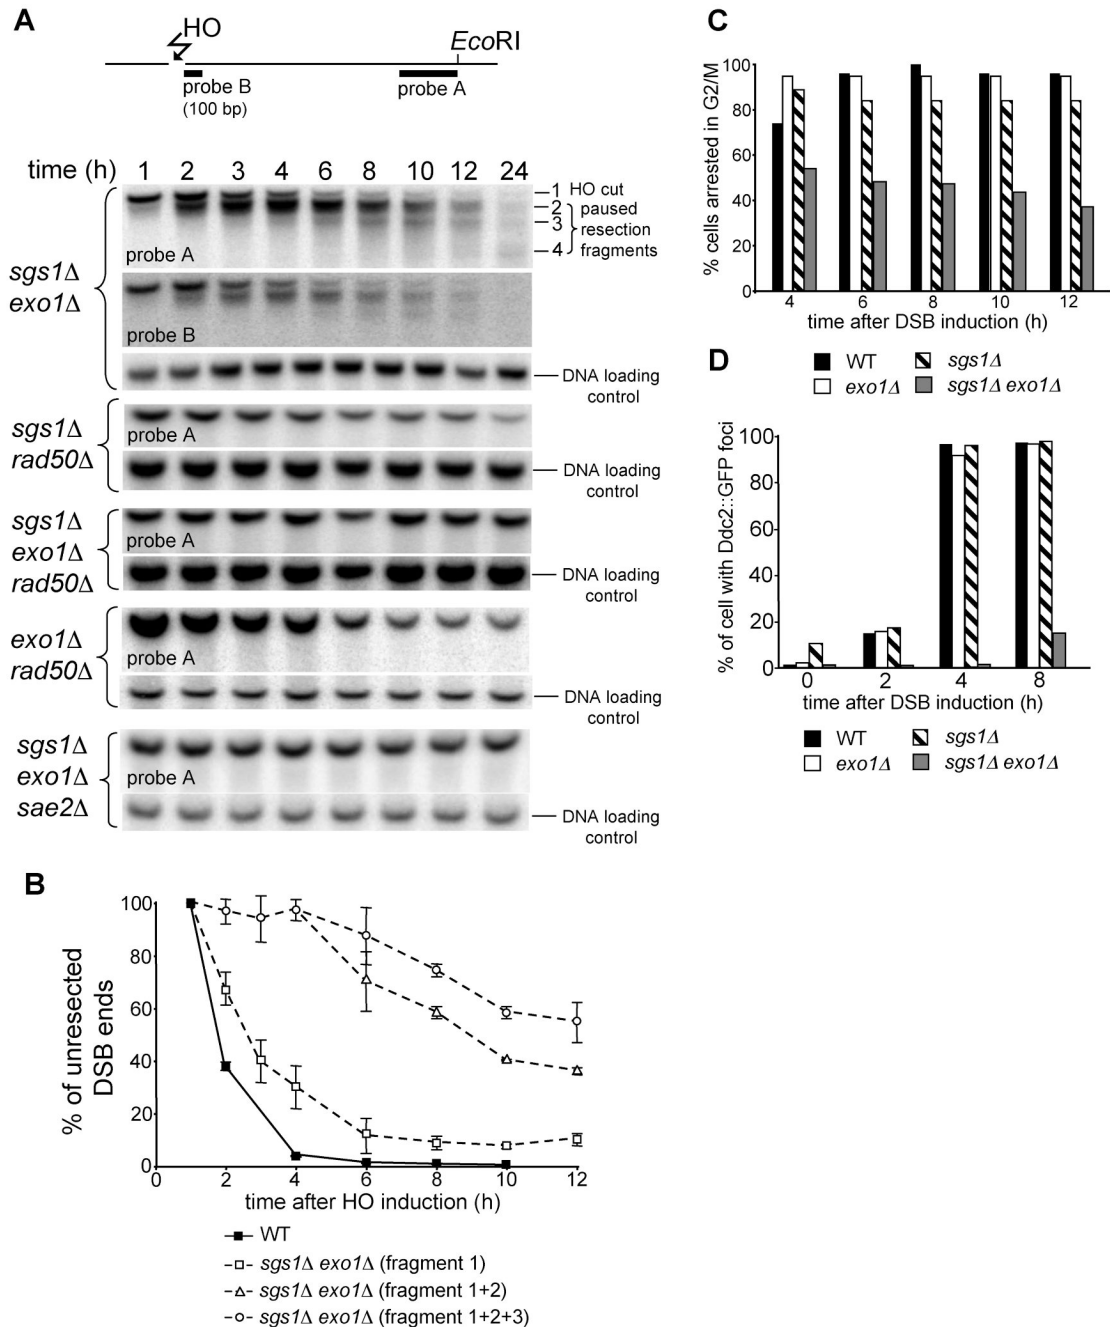 A
HO
EcoRI
probe B
(100 bp)
probe A
time (h) 1 2 3 4 6 8 10 12 24
1 HO cut
2 paused
3 resection
4 fragments
probe A
sgs1Δ
exo1Δ
probe B
DNA loading
control
sgs1Δ
rad50Δ
probe A
DNA loading
control
sgs1Δ
exo1Δ
rad50Δ
probe A
DNA loading
control
exo1Δ
rad50Δ
probe A
DNA loading
control
sgs1Δ
exo1Δ
sae2Δ
probe A
DNA loading
control
B
% of unresected
DSB ends
100
80
60
40
20
0
0 2 4 6 8 10 12
time after HO induction (h)
WT
sgs1Δ exo1Δ (fragment 1)
sgs1Δ exo1Δ (fragment 1+2)
sgs1Δ exo1Δ (fragment 1+2+3)
C
% cells arrested in G2/M
100
80
60
40
20
0
4 6 8 10 12
time after DSB induction (h)
WT sgs1Δ
exo1Δ sgs1Δ exo1Δ
D
% of cell with Ddc2::GFP foci
100
80
60
40
20
0
0 2 4 8
time after DSB induction (h)
WT sgs1Δ
exo1Δ sgs1Δ exo1Δ